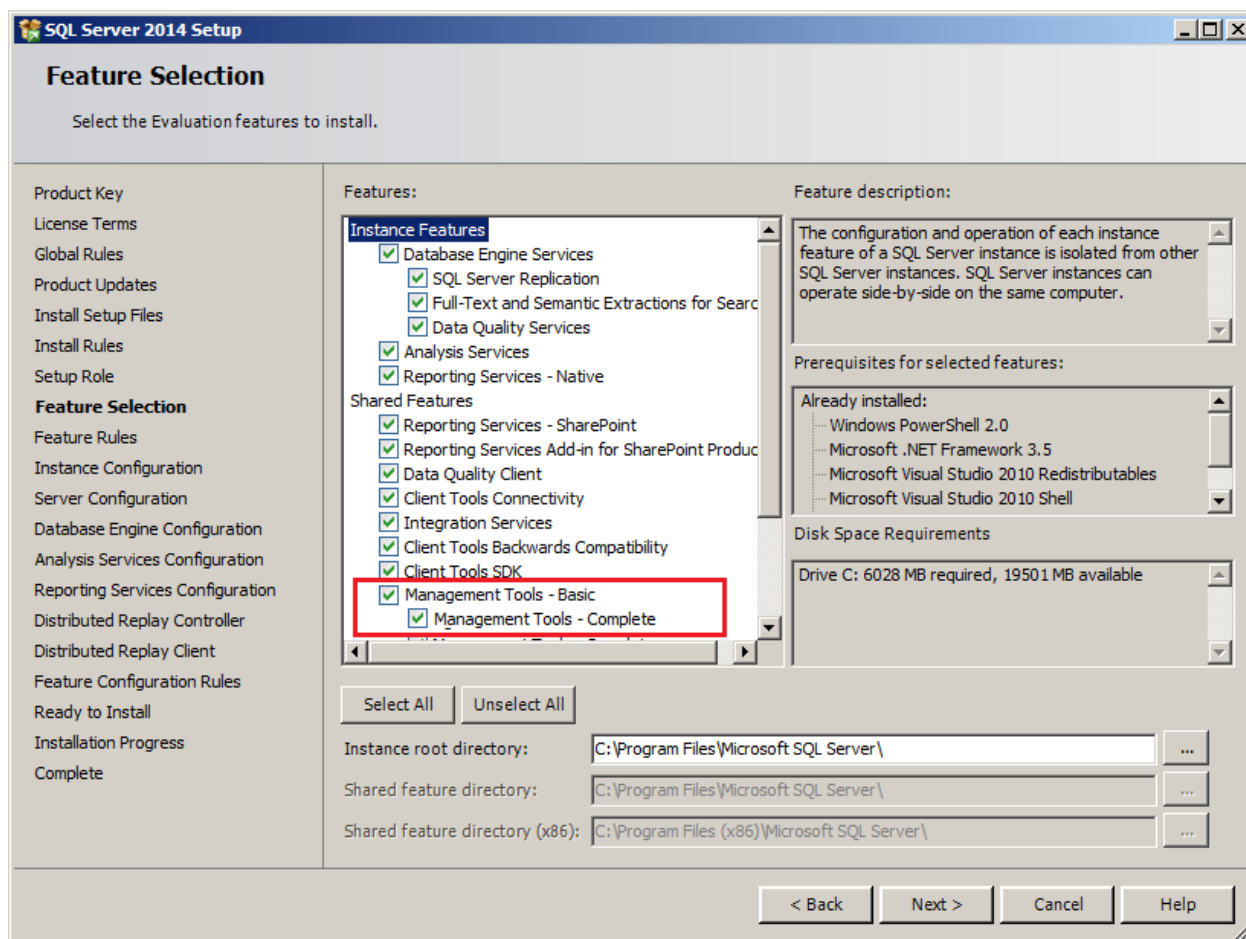 SQL Server 2014 Setup
Feature Selection
Select the Evaluation features to install.
Product Key
License Terms
Global Rules
Product Updates
Install Setup Files
Install Rules
Setup Role
Feature Selection
Feature Rules
Instance Configuration
Server Configuration
Database Engine Configuration
Analysis Services Configuration
Reporting Services Configuration
Distributed Replay Controller
Distributed Replay Client
Feature Configuration Rules
Ready to Install
Installation Progress
Complete
Features:
Instance Features
Database Engine Services
SQL Server Replication
Full-Text and Semantic Extractions for Searc
Data Quality Services
Analysis Services
Reporting Services - Native
Shared Features
Reporting Services - SharePoint
Reporting Services Add-in for SharePoint Produc
Data Quality Client
Client Tools Connectivity
Integration Services
Client Tools Backwards Compatibility
Client Tools SDK
Management Tools - Basic
Management Tools - Complete
Feature description:
The configuration and operation of each instance
feature of a SQL Server instance is isolated from other
SQL Server instances. SQL Server instances can
operate side-by-side on the same computer.
Prerequisites for selected features:
Already installed:
Windows PowerShell 2.0
Microsoft .NET Framework 3.5
Microsoft Visual Studio 2010 Redistributables
Microsoft Visual Studio 2010 Shell
Disk Space Requirements
Drive C: 6028 MB required, 19501 MB available
Select All
Unselect All
Instance root directory:
C:\Program Files\Microsoft SQL Server\
...
Shared feature directory:
C:\Program Files\Microsoft SQL Server\
...
Shared feature directory (x86):
C:\Program Files (x86)\Microsoft SQL Server\
...
< Back
Next >
Cancel
Help